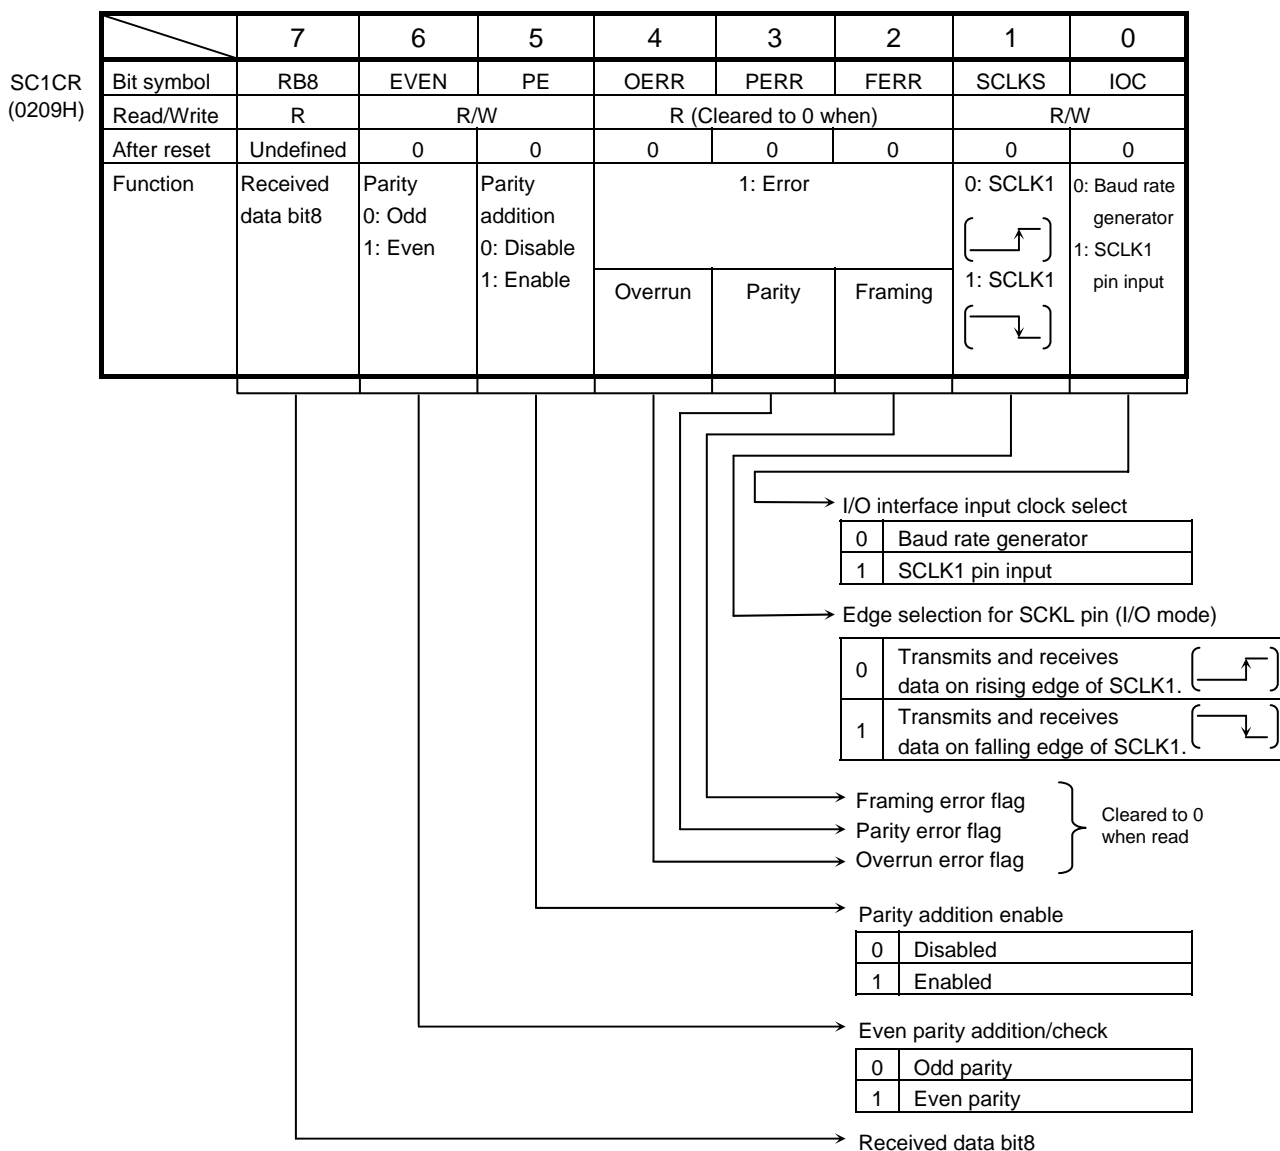 7 6 5 4 3 2 1 0
SC1CR
(0209H)
Bit symbol RB8 EVEN PE OERR PERR FERR SCLKS IOC
Read/Write R R/W R (Cleared to 0 when) R/W
After reset Undefined 0 0 0 0 0 0 0
Function
Received
data bit8
Parity
0: Odd
1: Even
Parity
addition
0: Disable
1: Enable
1: Error
Overrun Parity Framing
0: SCLK1
1: SCLK1
0: Baud rate
generator
1: SCLK1
pin input
I/O interface input clock select
0 Baud rate generator
1 SCLK1 pin input
Edge selection for SCKL pin (I/O mode)
0 Transmits and receives
data on rising edge of SCLK1.
1 Transmits and receives
data on falling edge of SCLK1.
Framing error flag
Parity error flag
Overrun error flag
Cleared to 0
when read
Parity addition enable
0 Disabled
1 Enabled
Even parity addition/check
0 Odd parity
1 Even parity
Received data bit8